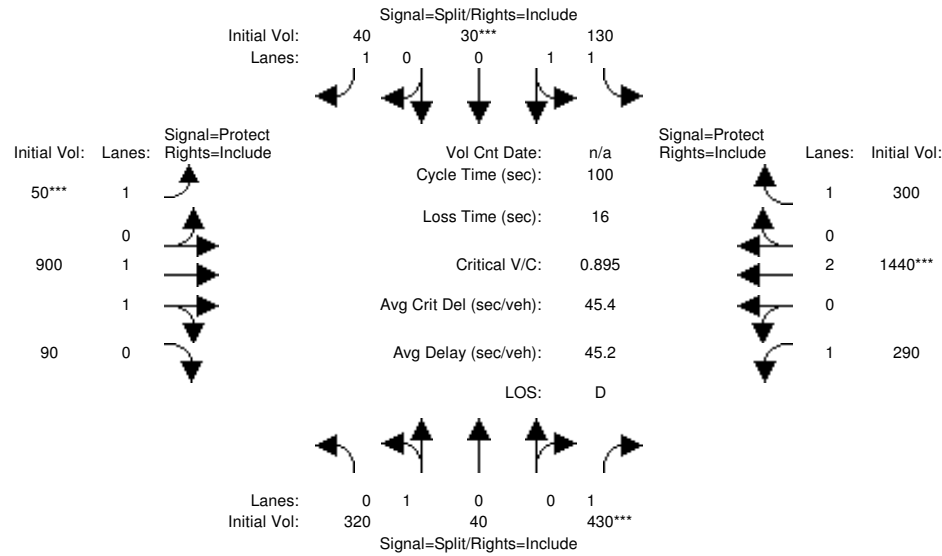 Signal=Split/Rights=Include
Initial Vol: 40 30*** 130
Lanes: 1 0 0 1 1
Signal=Protect
Rights=Include
Signal=Protect
Rights=Include
Initial Vol: Lanes:
Vol Cnt Date: n/a
Lanes: Initial Vol:
Cycle Time (sec): 100
50*** 1
1 300
Loss Time (sec): 16
0
0
900 1
Critical V/C: 0.895
2 1440***
1
Avg Crit Del (sec/veh): 45.4
0
90 0
Avg Delay (sec/veh): 45.2
1 290
LOS: D
Lanes: 0 1 0 0 1
Initial Vol: 320 40 430***
Signal=Split/Rights=Include